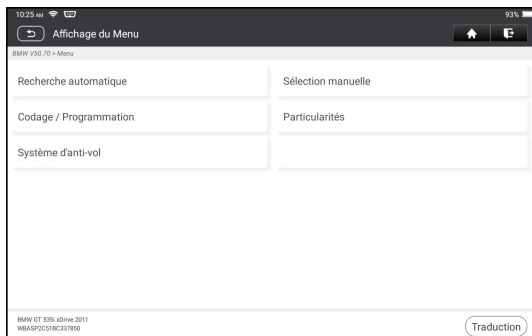 10:25 AM 93%
Affichage du Menu
BMW V50.70 > Menu
Recherche automatique
Sélection manuelle
Codage / Programmation
Particularités
Système d'anti-vol
BMW GT 535i xDrive 2011
WBASP2C51BC337850
Traduction